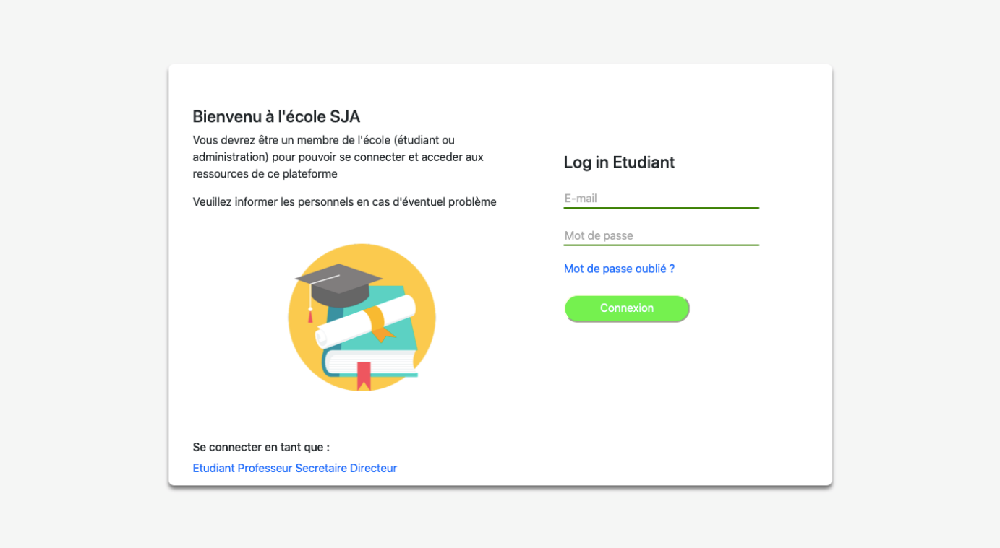 Bienvenu à l'école SJA
Vous devrez être un membre de l'école (étudiant ou
administration) pour pouvoir se connecter et acceder aux
ressources de ce plateforme
Veuillez informer les personnels en cas d'éventuel problème
Log in Etudiant
E-mail
Mot de passe
Mot de passe oublié ?
Connexion
Se connecter en tant que :
Etudiant Professeur Secretaire Directeur